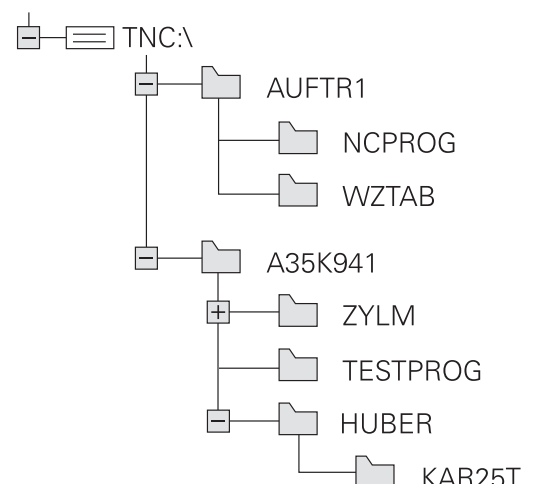 TNC:\
AUFTR1
NCPROG
WZTAB
A35K941
ZYLM
TESTPROG
HUBER
KAR25T